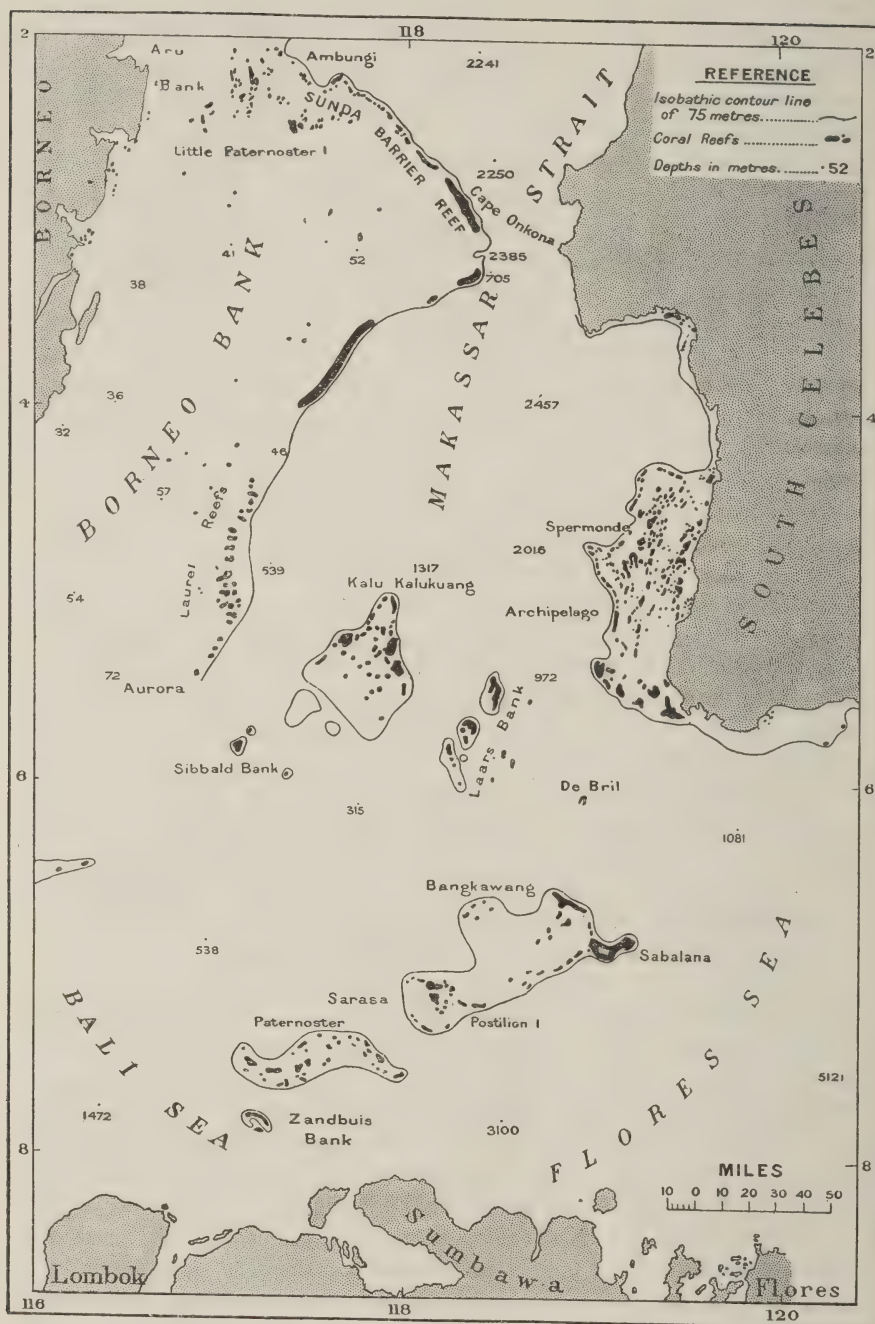 2
118
120
2
BORNEO
Aru
Bank
Ambungi
2241
SUNDA BARRIER REEF
Little Paternoster I
2250
Cape Onkona
MAKASSAR STRAIT
REFERENCE
Isobathic contour line
of 75 metres
Coral Reefs
Depths in metres .52
41
52
2385
705
38
BORNEO BANK
SOUTH CELEBES
4
36
32
46
2457
4
57
Laurel Reefs
539
54
72
Aurora
1317
Kalu Kalukuang
2016
Spermonde
Archipelago
972
Laars Bank
Sibbald Bank
6
315
De Bril
6
1081
Bangkawang
538
Sabalana
Sarasa
Postilion I
Paternoster
BALI SEA
FLORES SEA
1472
Zandbuis
Bank
3100
5121
8
8
MILES
10 0 10 20 30 40 50
Lombok
Sumbawa
Flores
116
118
120